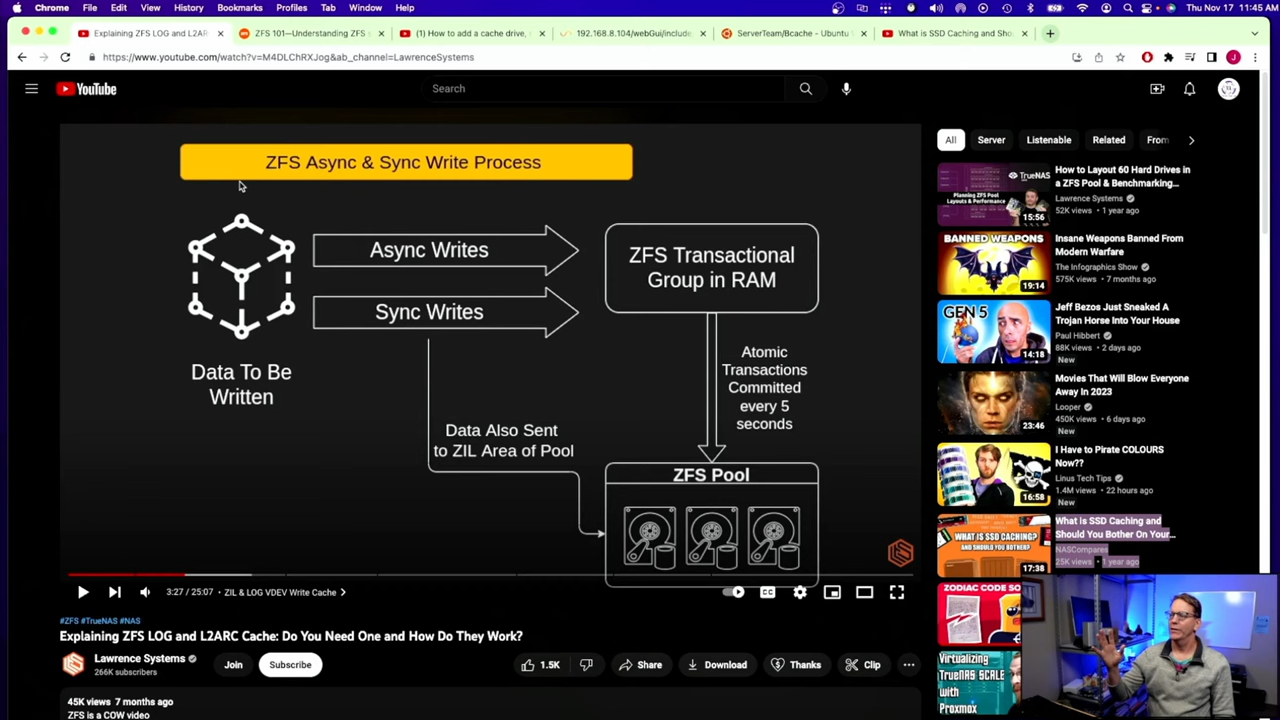 Chrome File Edit View History Bookmarks Profiles Tab Window Help
Thu Nov 17 11:45 AM
Explaining ZFS LOG and L2AR
ZFS 101—Understanding ZFS s
(1) How to add a cache drive,
192.168.8.104/webGui/include
ServerTeam/Bcache - Ubuntu
What is SSD Caching and Sho
https://www.youtube.com/watch?v=M4DLChRXJog&ab_channel=LawrenceSystems
YouTube
Search
ZFS Async & Sync Write Process
Async Writes
Sync Writes
ZFS Transactional
Group in RAM
Data To Be
Written
Atomic
Transactions
Committed
every 5
seconds
Data Also Sent
to ZIL Area of Pool
ZFS Pool
3:27 / 25:07 • ZIL & LOG VDEV Write Cache
CC
#ZFS #TrueNAS #NAS
Explaining ZFS LOG and L2ARC Cache: Do You Need One and How Do They Work?
Lawrence Systems
266K subscribers
Join
Subscribe
1.5K
Share
Download
Thanks
Clip
45K views 7 months ago
ZFS is a COW video
All
Server
Listenable
Related
From
TrueNAS
15:56
How to Layout 60 Hard Drives in
a ZFS Pool & Benchmarking...
Lawrence Systems
52K views • 1 year ago
BANNED WEAPONS
19:14
Insane Weapons Banned From
Modern Warfare
The Infographics Show
575K views • 7 months ago
GEN 5
14:18
Jeff Bezos Just Sneaked A
Trojan Horse Into Your House
Paul Hibbert
88K views • 2 days ago
New
23:46
Movies That Will Blow Everyone
Away In 2023
Looper
450K views • 6 days ago
New
16:58
I Have to Pirate COLOURS
Now??
Linus Tech Tips
1.4M views • 22 hours ago
New
WHAT IS SSD CACHING?
AND SHOULD YOU BOTHER?
17:38
What is SSD Caching and
Should You Bother On Your...
NASCompares
25K views • 1 year ago
ZODIAC CODE SO
Virtualizing
TrueNAS SCALE
with
Proxmox